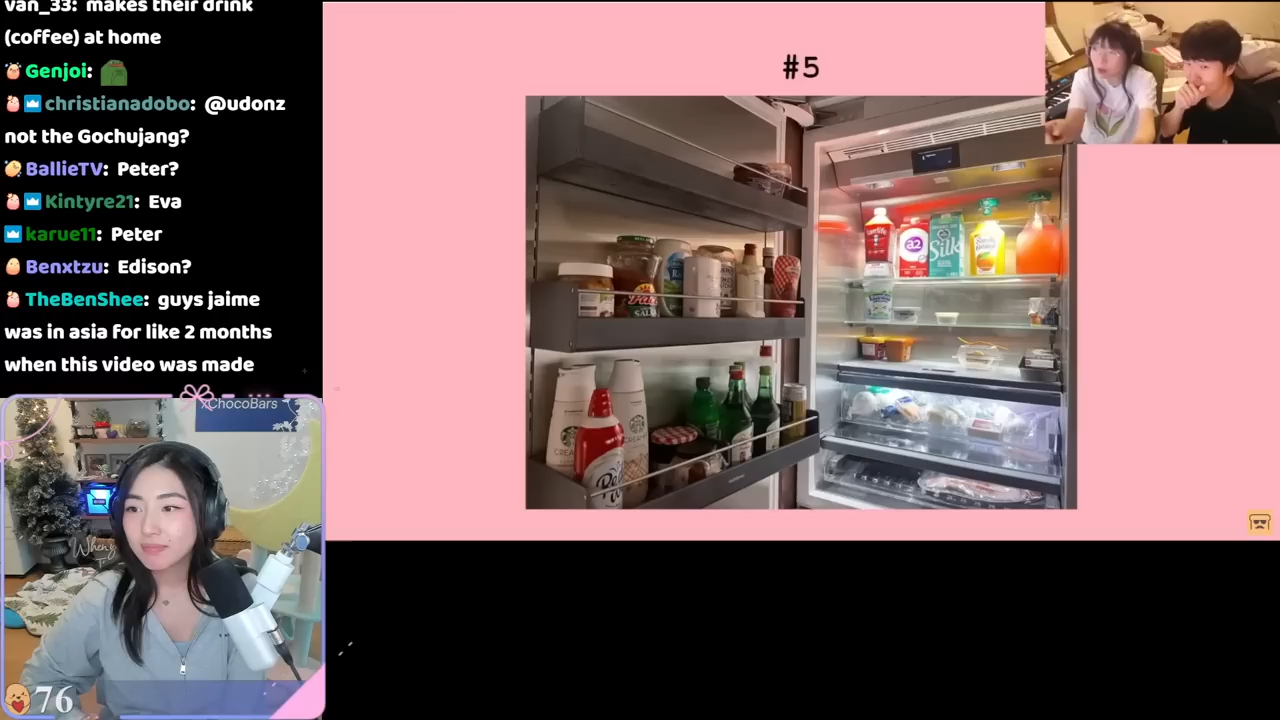 van_33: makes their drink
(coffee) at home
Genjoi:
christianadobo: @udonz
not the Gochujang?
BallieTV: Peter?
Kintyre21: Eva
karue11: Peter
Benxtzu: Edison?
TheBenShee: guys jaime
was in asia for like 2 months
when this video was made
xChocoBars
When
76
#5
a2
Silk